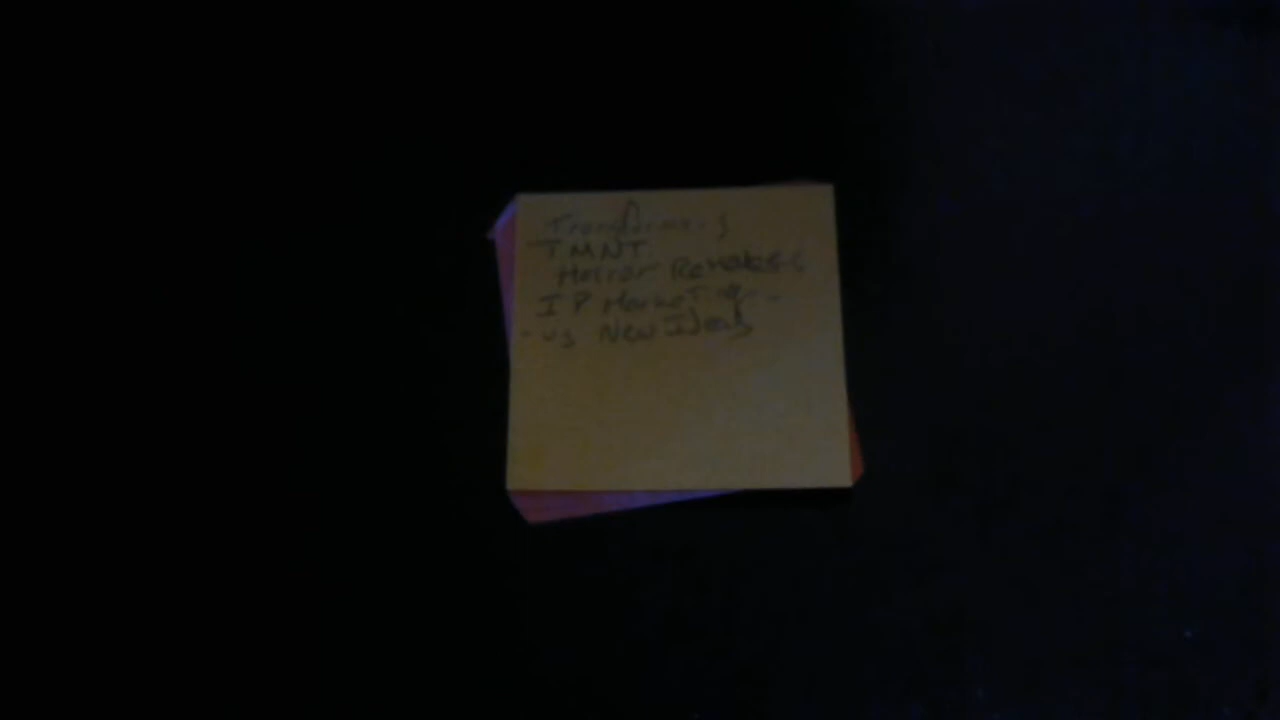 Transformers
TMNT
Horror Remakes
IP Marketing -
- vs New Ideas